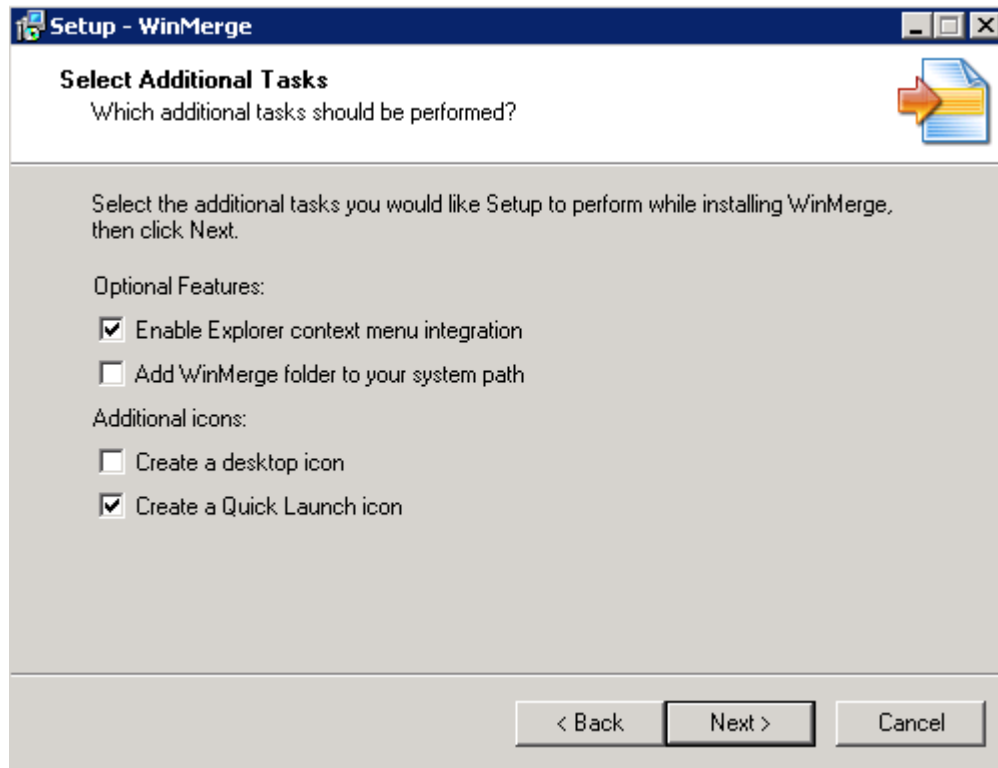 Setup - WinMerge
Select Additional Tasks
Which additional tasks should be performed?
Select the additional tasks you would like Setup to perform while installing WinMerge,
then click Next.
Optional Features:
Enable Explorer context menu integration
Add WinMerge folder to your system path
Additional icons:
Create a desktop icon
Create a Quick Launch icon
< Back Next > Cancel